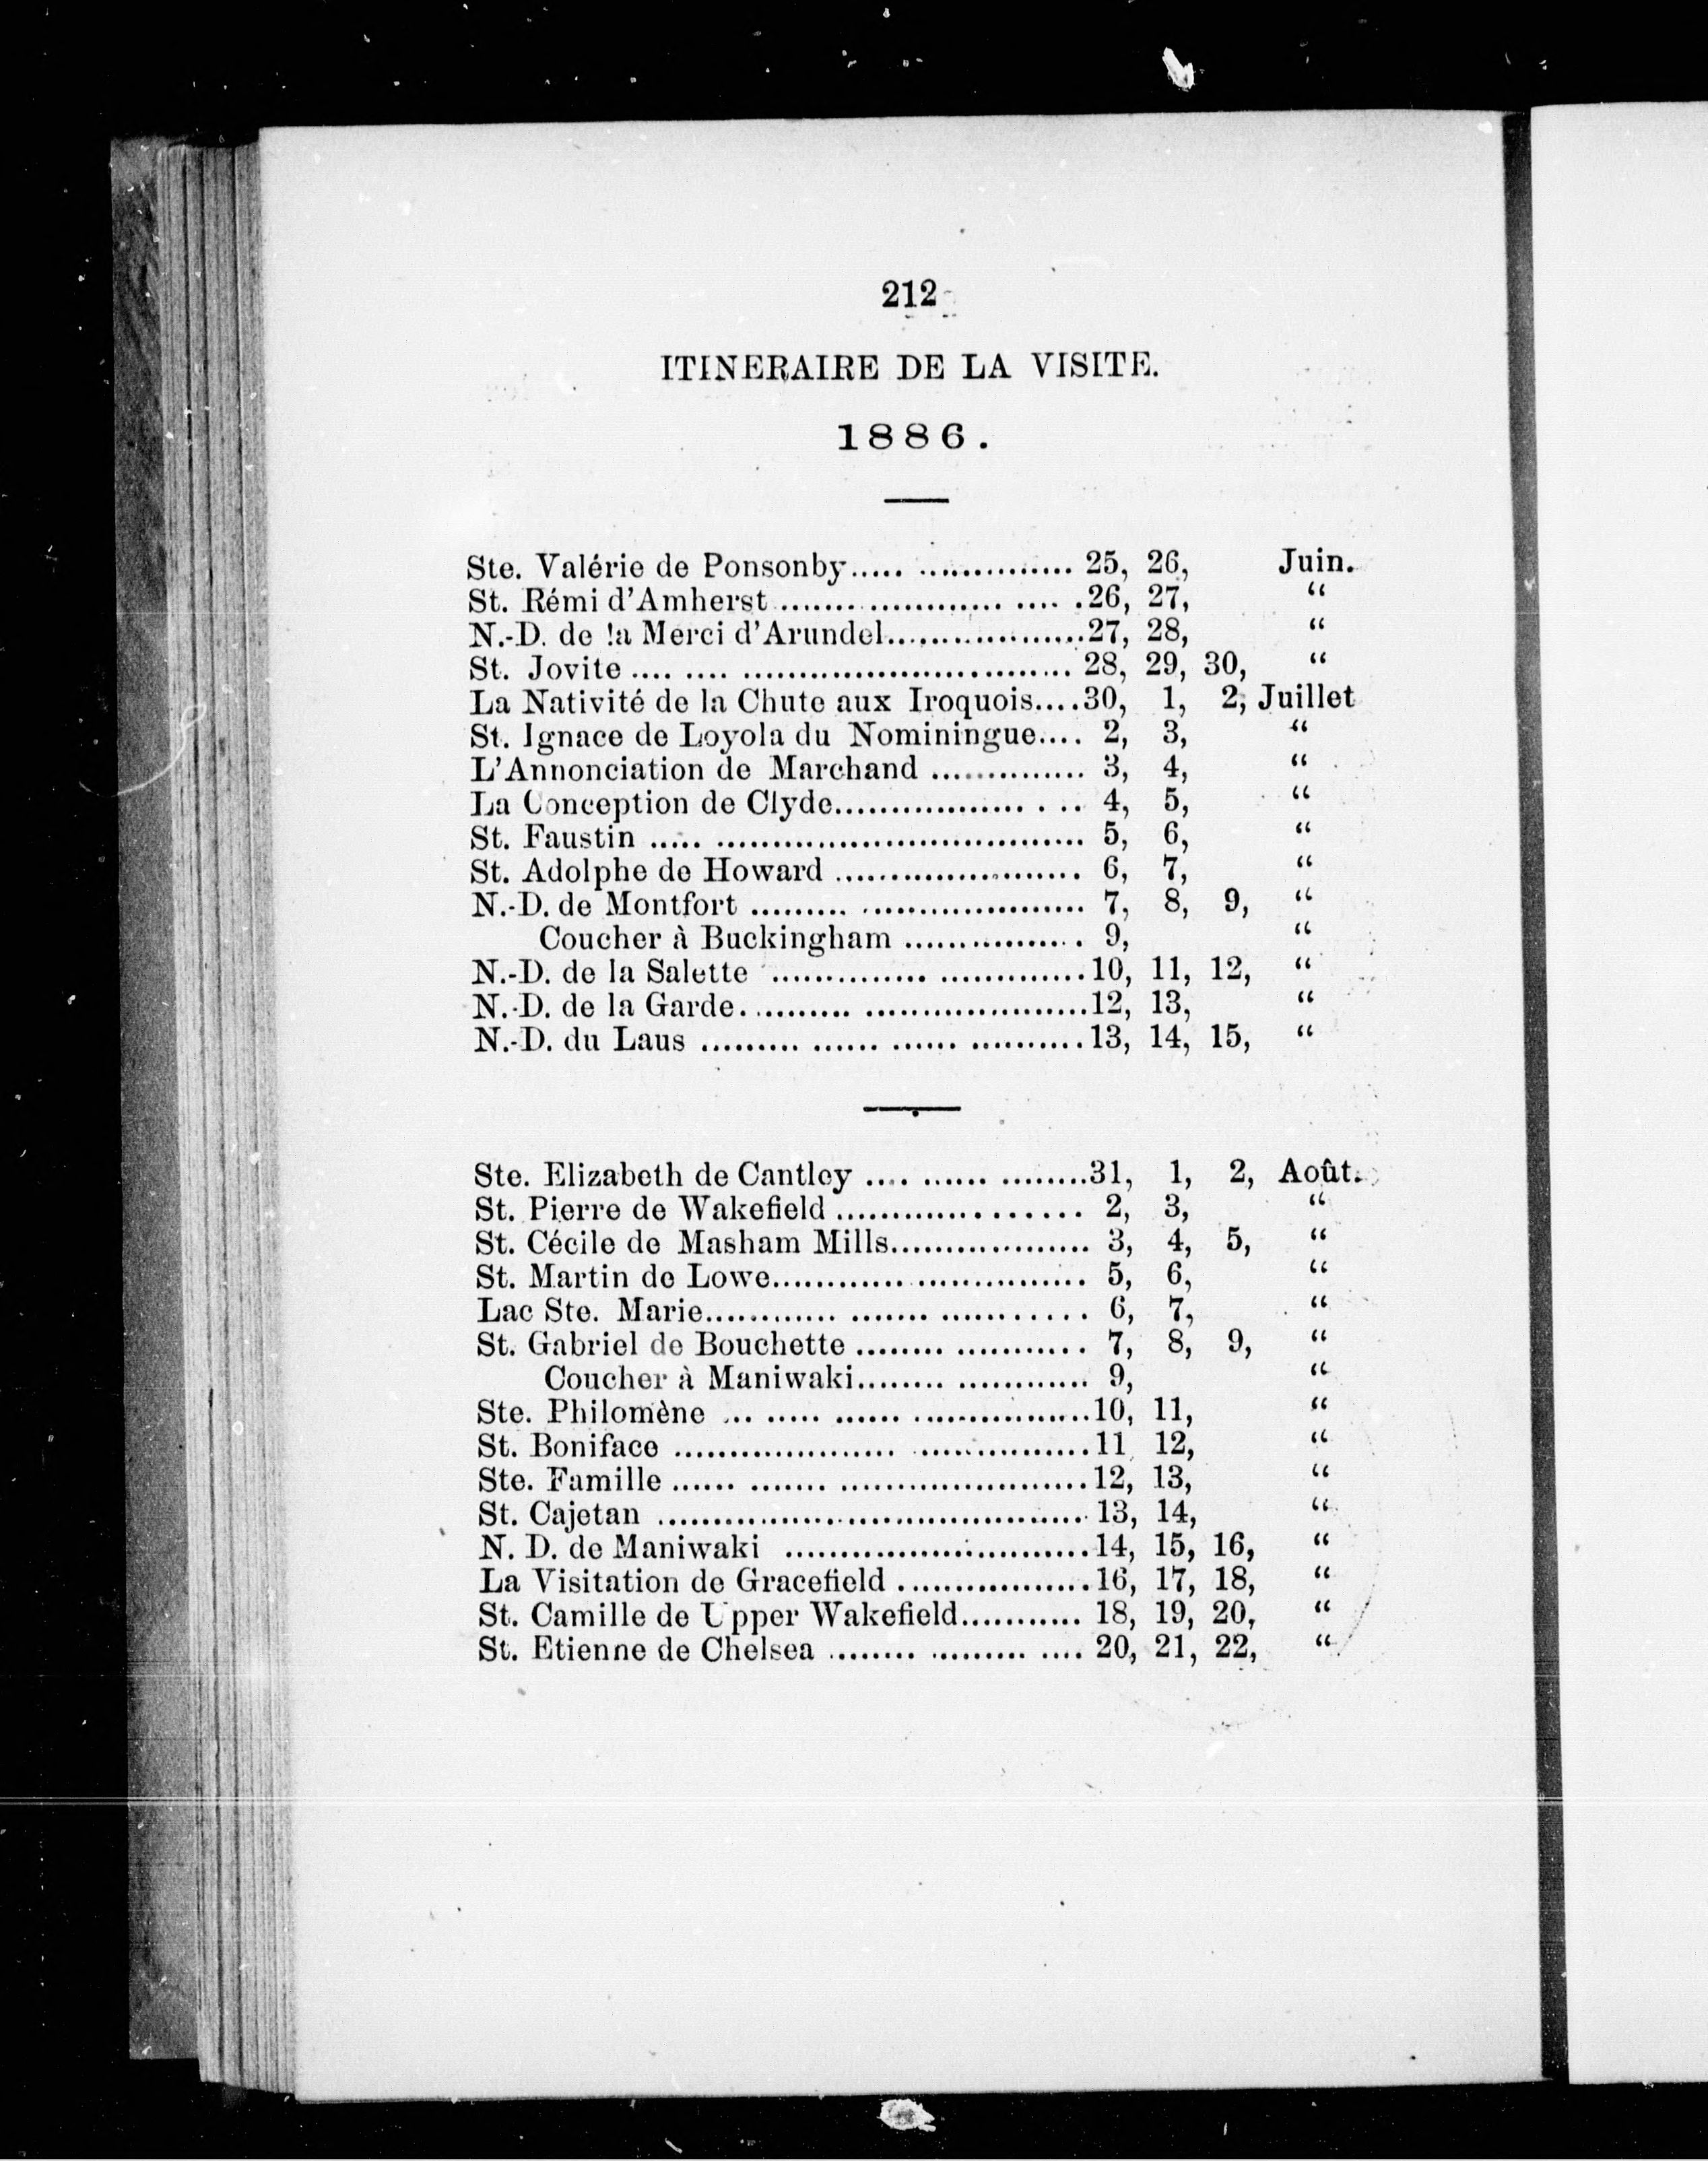 212
ITINERAIRE DE LA VISITE.
1886.
Ste. Valérie de Ponsonby..... .............. 25, 26, Juin.
St. Rémi d'Amherst .................... .... .26, 27, “
N.-D. de la Merci d'Arundel..................27, 28, “
St. Jovite .... .... .............................. 28, 29, 30, “
La Nativité de la Chute aux Iroquois....30, 1, 2, Juillet
St. Ignace de Loyola du Nominingue.... 2, 3, “
L'Annonciation de Marchand .............. 3, 4, “
La Conception de Clyde................. . .. 4, 5, “
St. Faustin ..... ................................. 5, 6, “
St. Adolphe de Howard ...................... 6, 7, “
N.-D. de Montfort ......... .................... 7, 8, 9, “
Coucher à Buckingham ................ . 9, “
N.-D. de la Salette .............. .............10, 11, 12, “
N.-D. de la Garde........... ....................12, 13, “
N.-D. du Laus ......... ...... ...... ..........13, 14, 15, “
Ste. Elizabeth de Cantley .... ...... ........31, 1, 2, Août.
St. Pierre de Wakefield ...................... 2, 3, “
St. Cécile de Masham Mills.................. 3, 4, 5, “
St. Martin de Lowe............ ............... 5, 6, “
Lac Ste. Marie............ ....... ............. 6, 7, “
St. Gabriel de Bouchette ........ ............ 7, 8, 9, “
Coucher à Maniwaki........ ............ 9, “
Ste. Philomène ... ..... ...... ................10, 11, “
St. Boniface .................... ................11 12, “
Ste. Famille ...... ....... ......................12, 13, “
St. Cajetan ....................................... 13, 14, “
N. D. de Maniwaki ............................14, 15, 16, “
La Visitation de Gracefield .................16, 17, 18, “
St. Camille de Upper Wakefield........... 18, 19, 20, “
St. Etienne de Chelsea ........ ......... .... 20, 21, 22, “